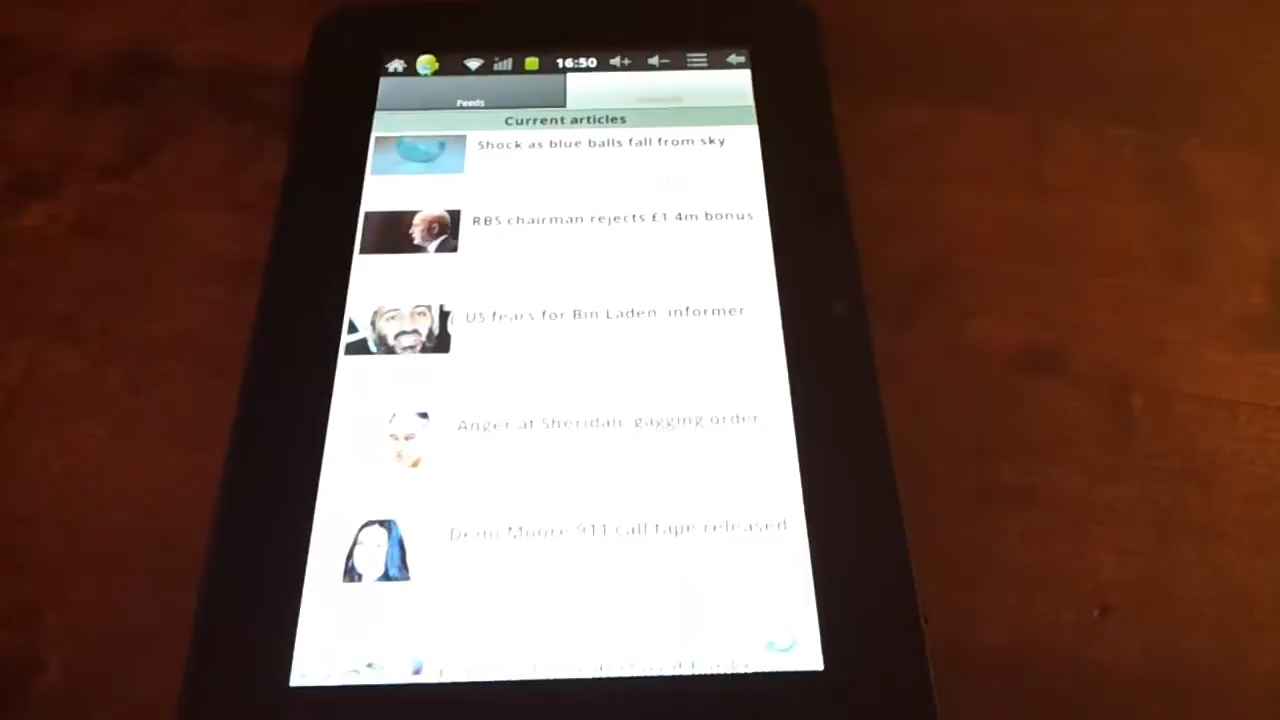 16:50
Feeds
Current articles
Shock as blue balls fall from sky
RBS chairman rejects £1.4m bonus
US fears for Bin Laden informer
Anger at Sheridan gagging order
Demi Moore 911 call tape released